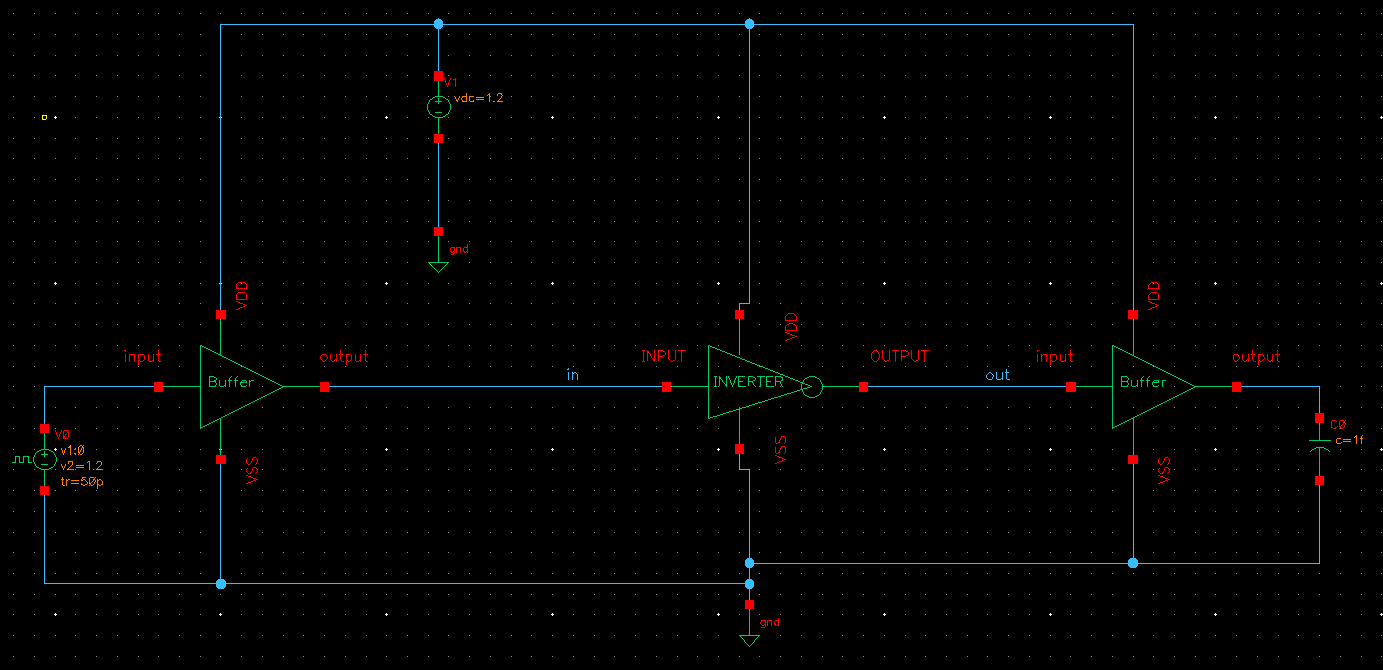 V1
vdc=1.2
gnd
VDD
VDD
VDD
input
output
INPUT
OUTPUT
input
output
Buffer
in
INVERTER
out
Buffer
V0
v1:0
v2=1.2
tr=50p
VSS
VSS
VSS
C0
c=1f
gnd